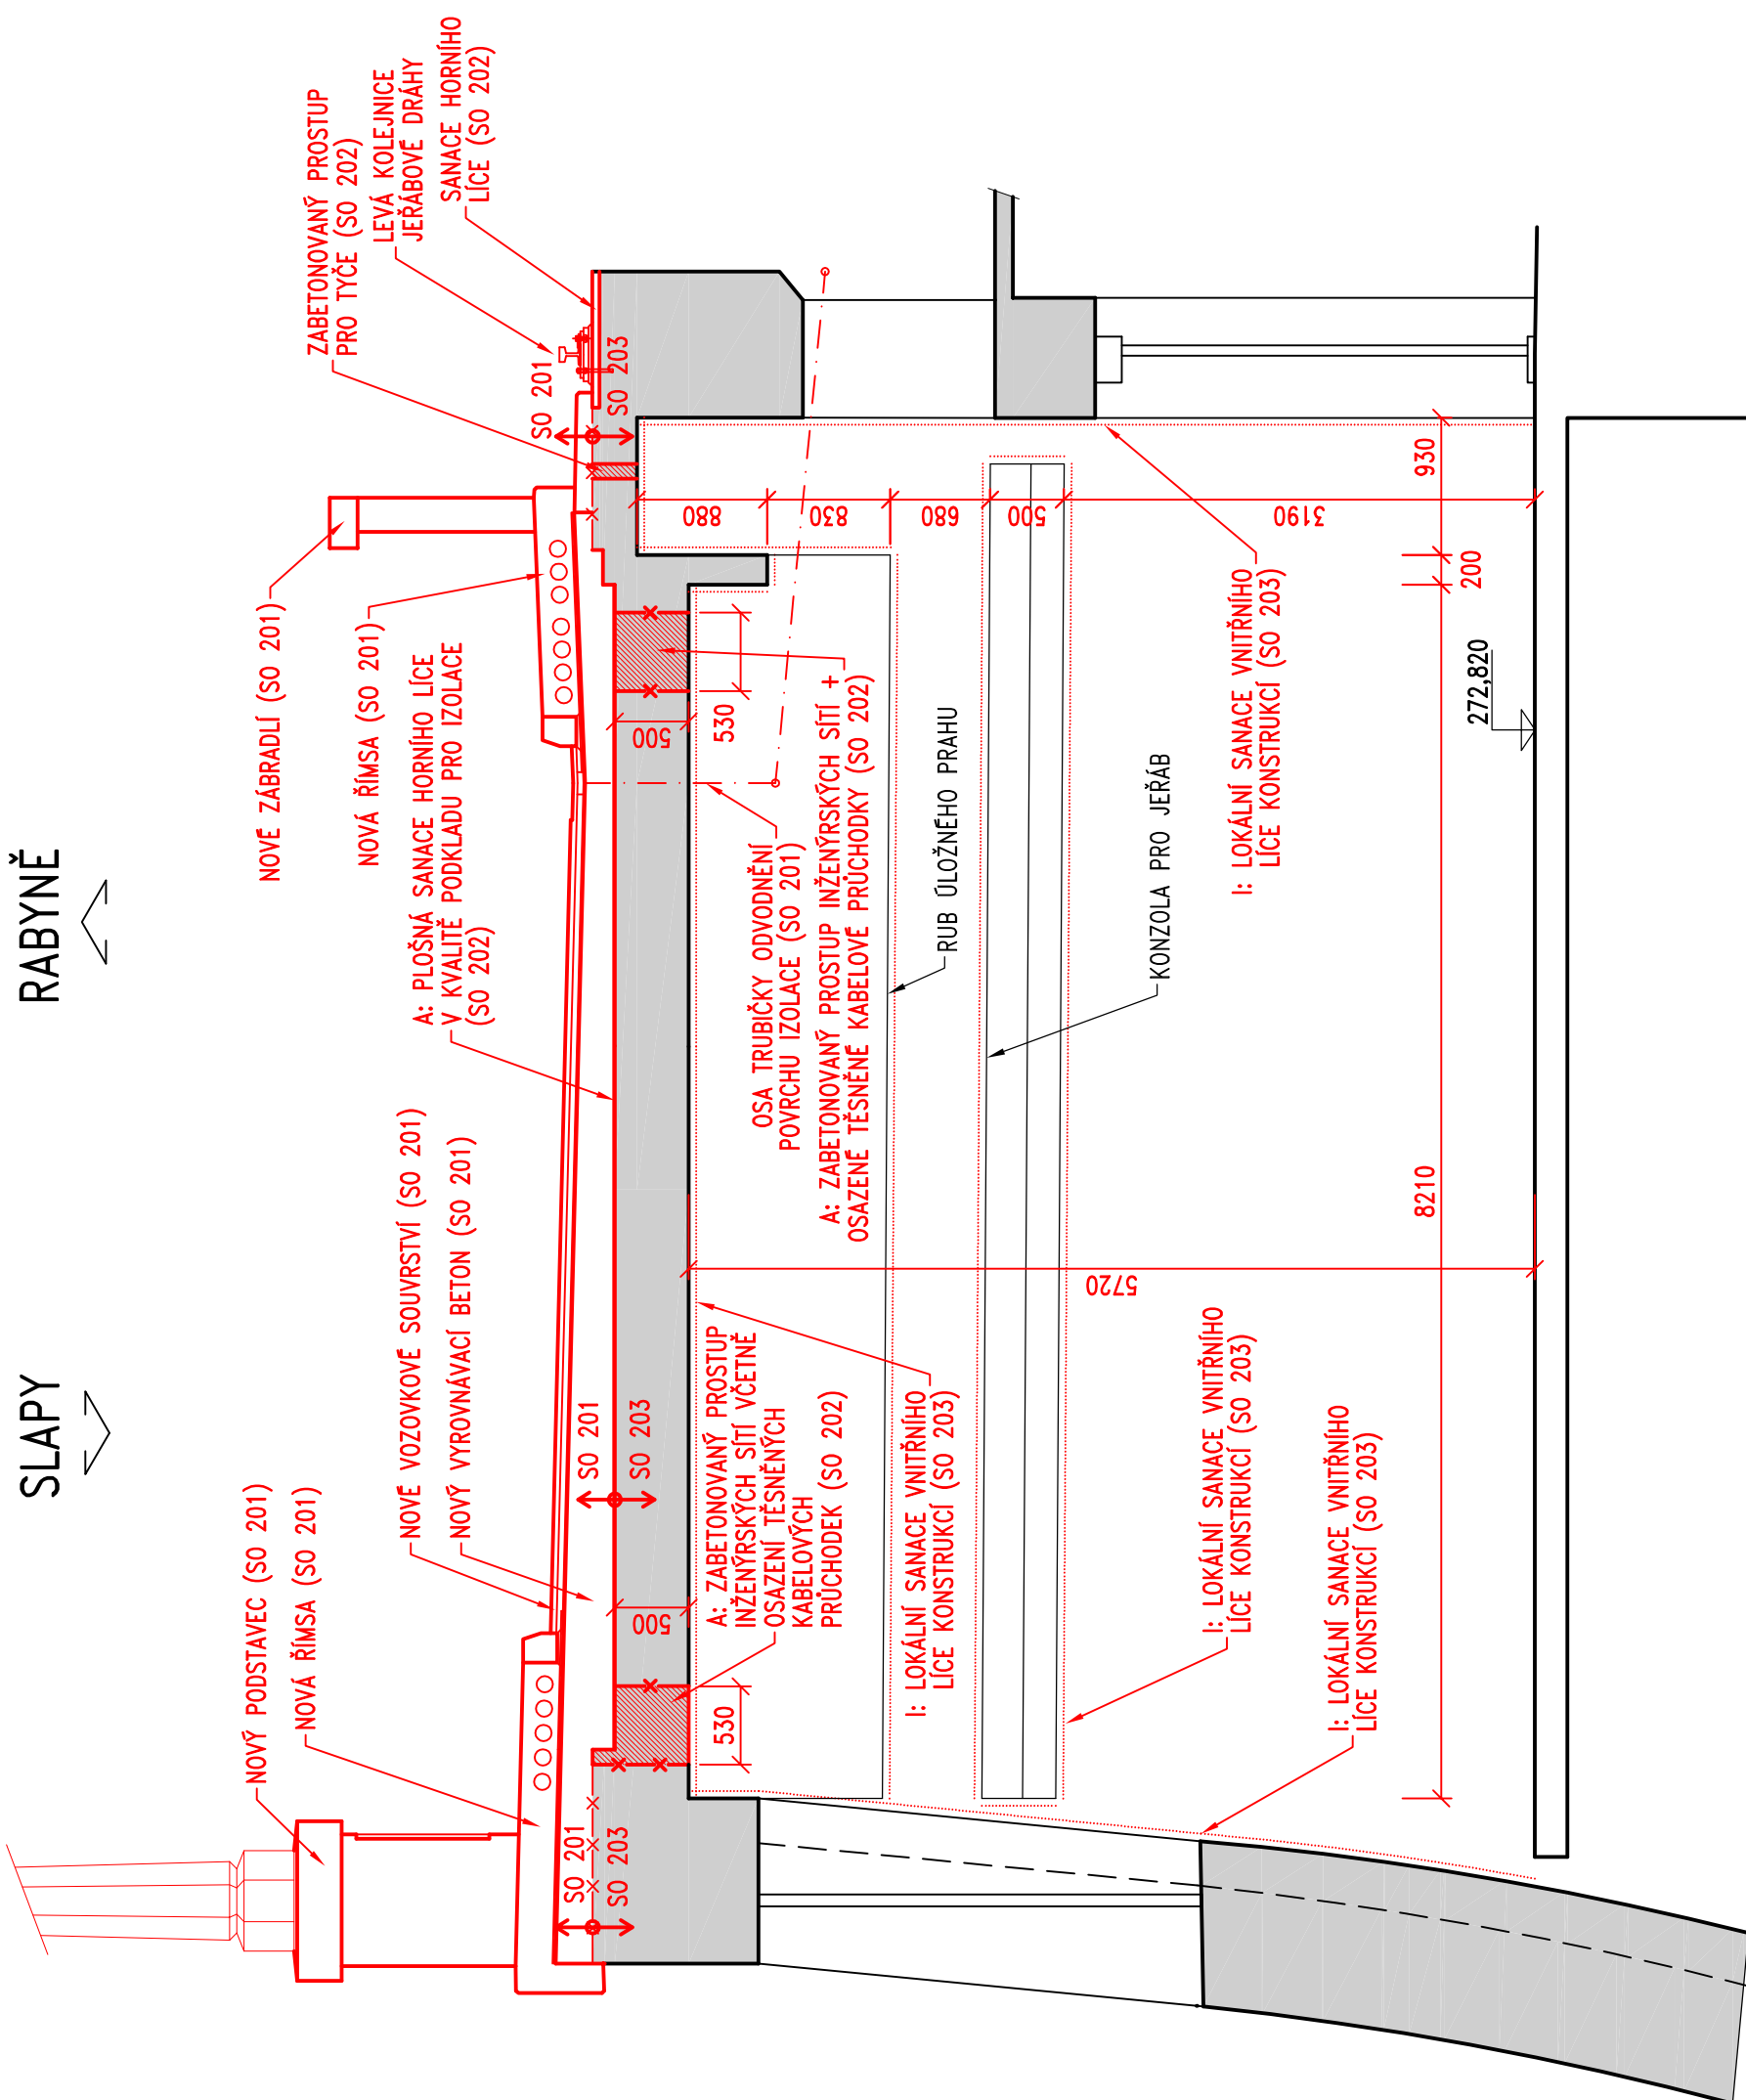 SLAPY
RABYNĚ
NOVÝ PODSTAVEC (SO 201)
NOVÁ ŘÍMSA (SO 201)
NOVÉ VOZOVKOVÉ SOUVRSTVÍ (SO 201)
NOVÝ VYROVNÁVACÍ BETON (SO 201)
A: PLOŠNÁ SANACE HORNÍHO LÍCE
V KVALITĚ PODKLADU PRO IZOLACE
(SO 202)
NOVÉ ZÁBRADLÍ (SO 201)
NOVÁ ŘÍMSA (SO 201)
ZABETONOVANÝ PROSTUP
PRO TYČE (SO 202)
LEVÁ KOLEJNICE
JEŘÁBOVÉ DRÁHY
SANACE HORNÍHO
LÍCE (SO 202)
SO 201
SO 203
SO 201
SO 203
SO 201
SO 203
500
500
530
530
A: ZABETONOVANÝ PROSTUP
INŽENÝRSKÝCH SÍTÍ VČETNĚ
OSAZENÍ TĚSNĚNÝCH
KABELOVÝCH
PRŮCHODEK (SO 202)
OSA TRUBIČKY ODVODNĚNÍ
POVRCHU IZOLACE (SO 201)
A: ZABETONOVANÝ PROSTUP INŽENÝRSKÝCH SÍTÍ +
OSAZENÉ TĚSNĚNÉ KABELOVÉ PRŮCHODKY (SO 202)
880
830
680
500
3190
I: LOKÁLNÍ SANACE VNITŘNÍHO
LÍCE KONSTRUKCÍ (SO 203)
RUB ÚLOŽNÉHO PRAHU
KONZOLA PRO JEŘÁB
5720
I: LOKÁLNÍ SANACE VNITŘNÍHO
LÍCE KONSTRUKCÍ (SO 203)
I: LOKÁLNÍ SANACE VNITŘNÍHO
LÍCE KONSTRUKCÍ (SO 203)
I: LOKÁLNÍ SANACE VNITŘNÍHO
LÍCE KONSTRUKCÍ (SO 203)
8210
200
930
272,820